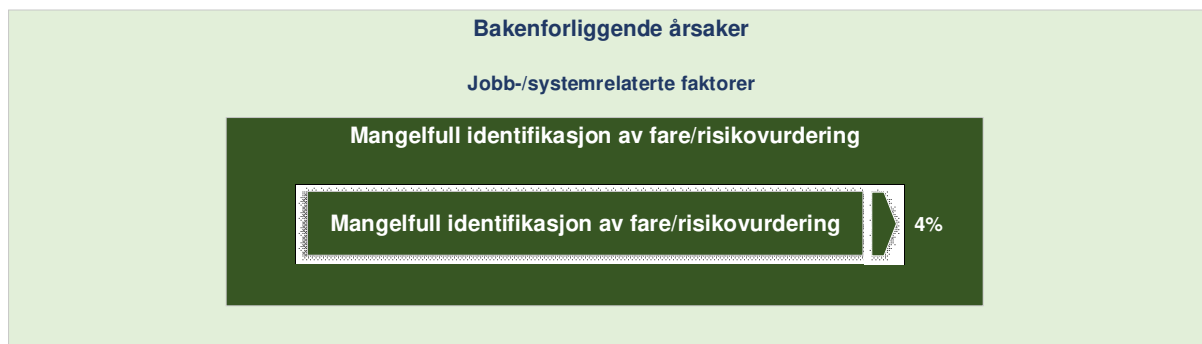 Bakenforliggende årsaker
Jobb-/systemrelaterte faktorer
Mangelfull identifikasjon av fare/risikovurdering
Mangelfull identifikasjon av fare/risikovurdering 4%